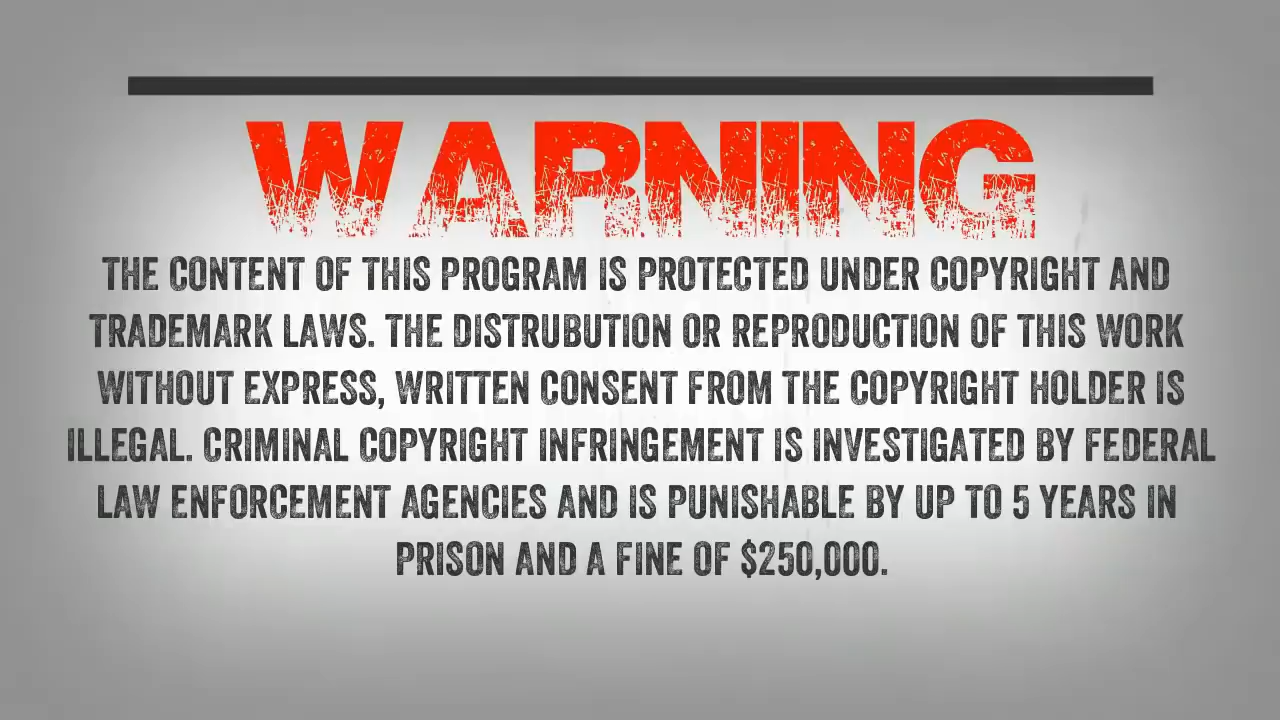 WARNING
THE CONTENT OF THIS PROGRAM IS PROTECTED UNDER COPYRIGHT AND
TRADEMARK LAWS. THE DISTRUBUTION OR REPRODUCTION OF THIS WORK
WITHOUT EXPRESS, WRITTEN CONSENT FROM THE COPYRIGHT HOLDER IS
ILLEGAL. CRIMINAL COPYRIGHT INFRINGEMENT IS INVESTIGATED BY FEDERAL
LAW ENFORCEMENT AGENCIES AND IS PUNISHABLE BY UP TO 5 YEARS IN
PRISON AND A FINE OF $250,000.